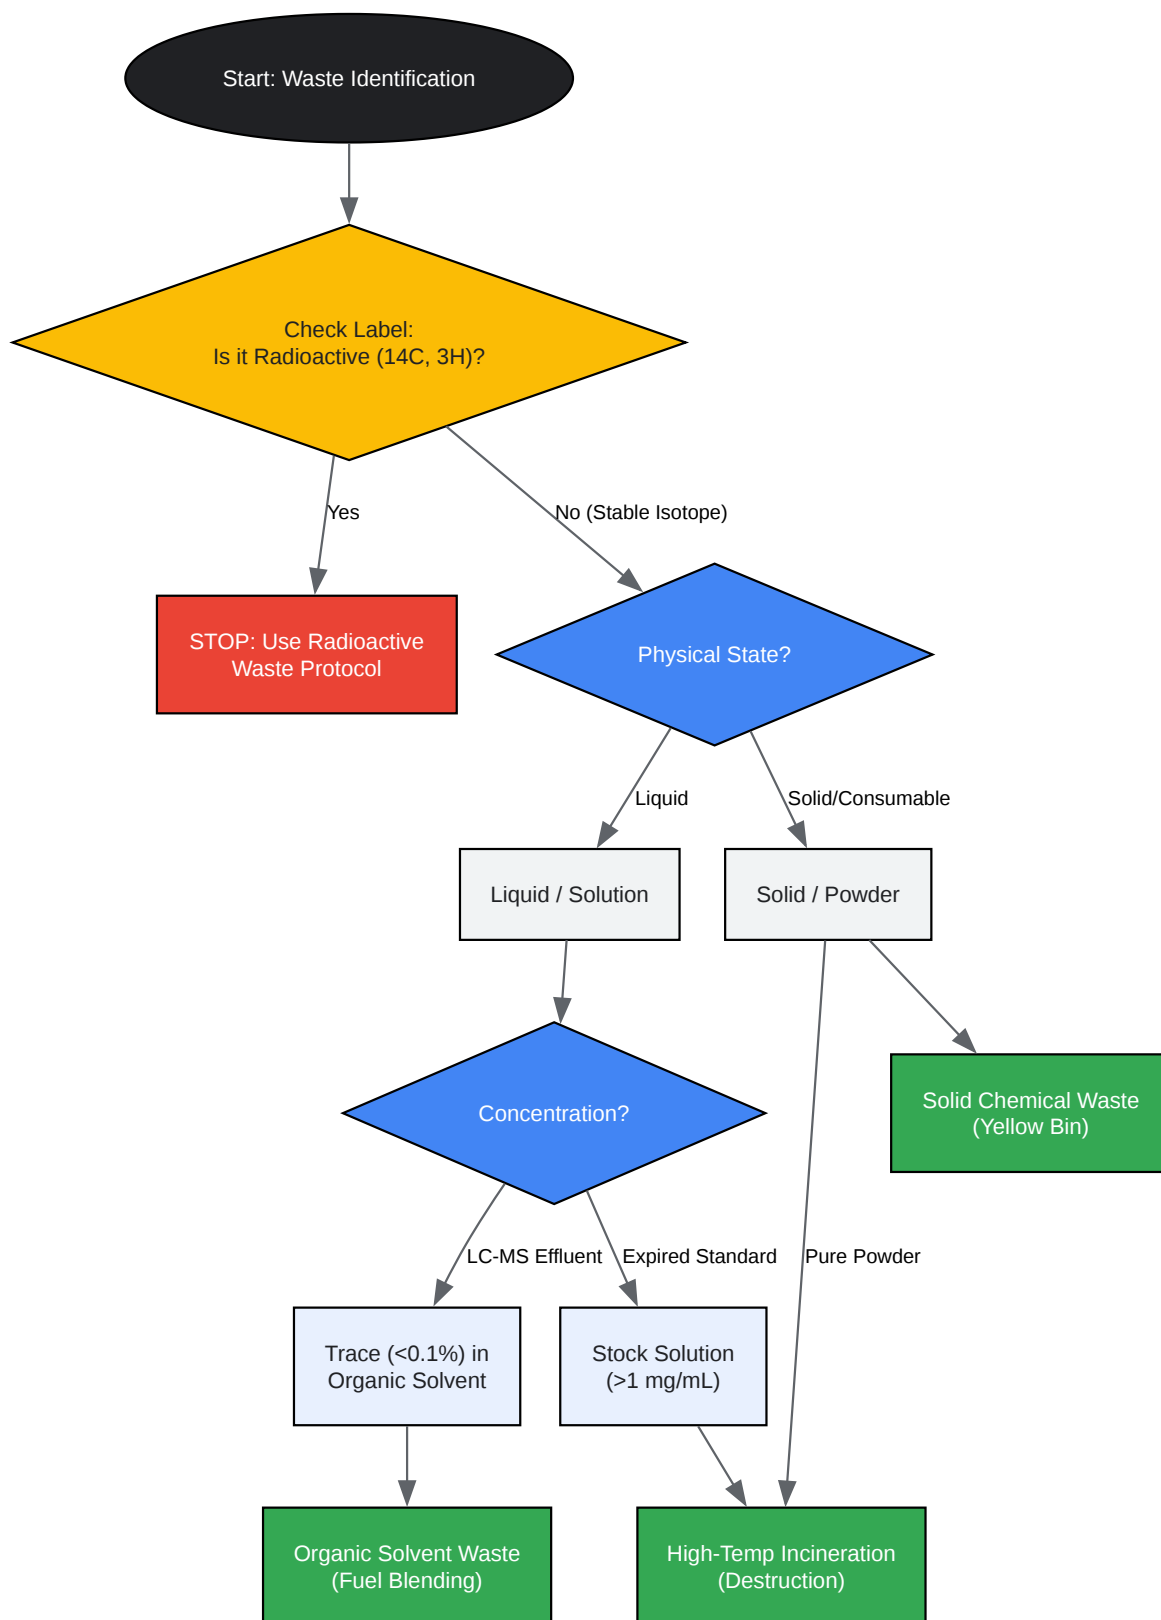 Start: Waste Identification
Check Label:
Is it Radioactive (14C, 3H)?
Yes
No (Stable Isotope)
STOP: Use Radioactive
Waste Protocol
Physical State?
Liquid
Solid/Consumable
Liquid / Solution
Solid / Powder
Concentration?
Solid Chemical Waste
(Yellow Bin)
LC-MS Effluent
Expired Standard
Pure Powder
Trace (<0.1%) in
Organic Solvent
Stock Solution
(>1 mg/mL)
Organic Solvent Waste
(Fuel Blending)
High-Temp Incineration
(Destruction)